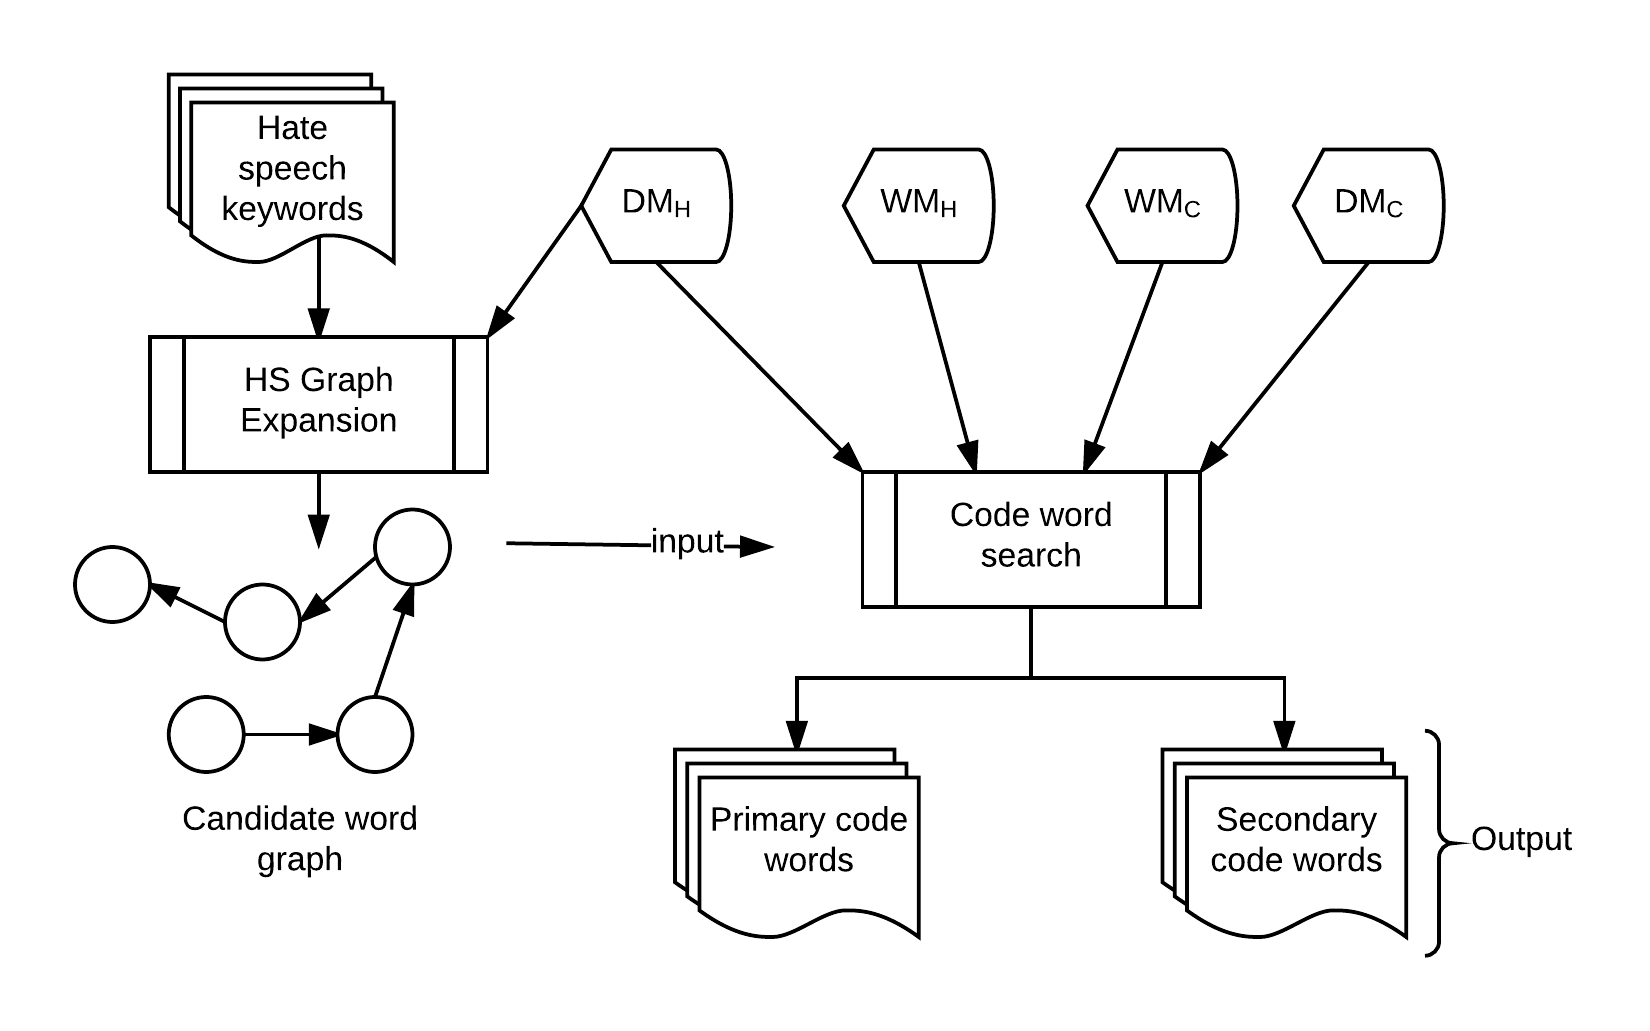 Hate
speech
keywords
DMH
WMH
WMC
DMC
HS Graph
Expansion
Code word
search
input
Candidate word
graph
Primary code
words
Secondary
code words
Output